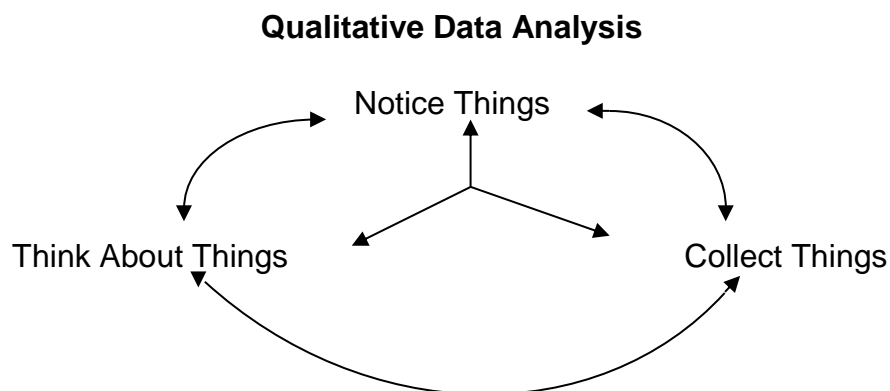 Qualitative Data Analysis
Notice Things
Think About Things
Collect Things